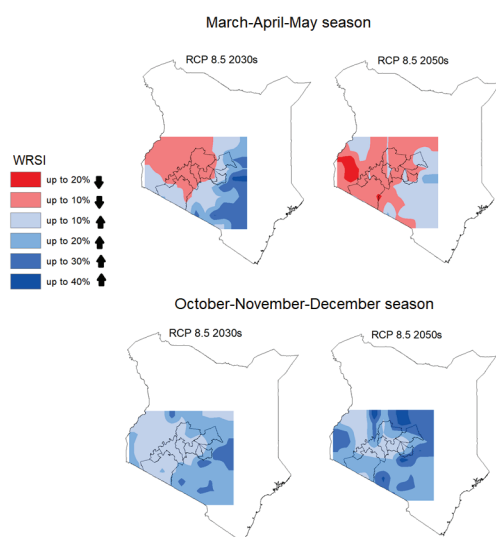 March-April-May season
RCP 8.5 2030s
RCP 8.5 2050s
WRSI
up to 20%
up to 10%
up to 10%
up to 20%
up to 30%
up to 40%
October-November-December season
RCP 8.5 2030s
RCP 8.5 2050s